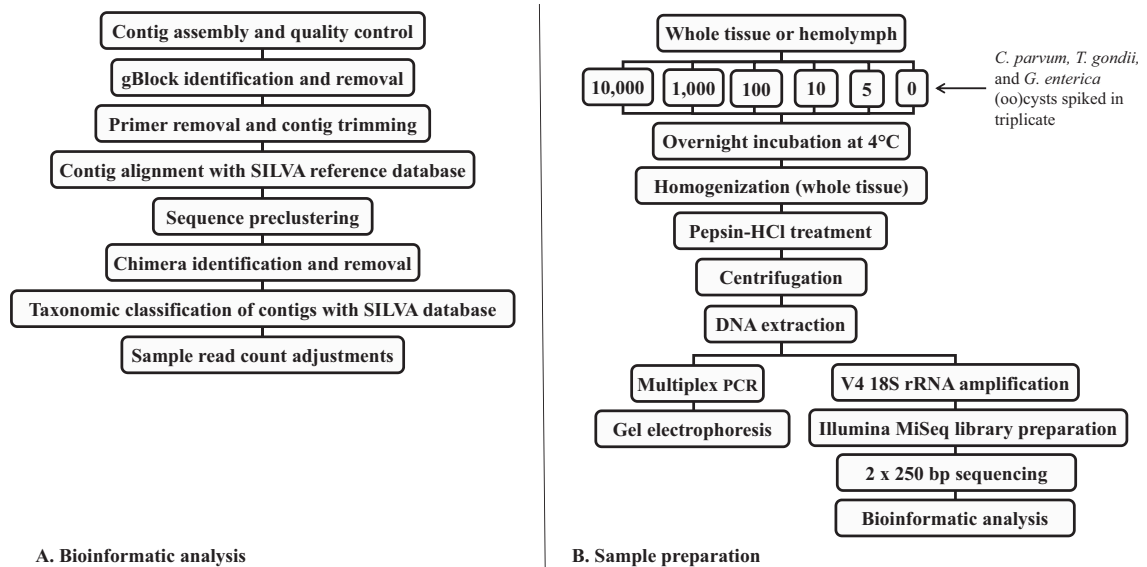 Contig assembly and quality control
gBlock identification and removal
Primer removal and contig trimming
Contig alignment with SILVA reference database
Sequence preclustering
Chimera identification and removal
Taxonomic classification of contigs with SILVA database
Sample read count adjustments
A. Bioinformatic analysis
Whole tissue or hemolymph
10,000 1,000 100 10 5 0
C. parvum, T. gondii,
and G. enterica
(oo)cysts spiked in
triplicate
Overnight incubation at 4°C
Homogenization (whole tissue)
Pepsin-HCl treatment
Centrifugation
DNA extraction
Multiplex PCR
Gel electrophoresis
V4 18S rRNA amplification
Illumina MiSeq library preparation
2 x 250 bp sequencing
Bioinformatic analysis
B. Sample preparation